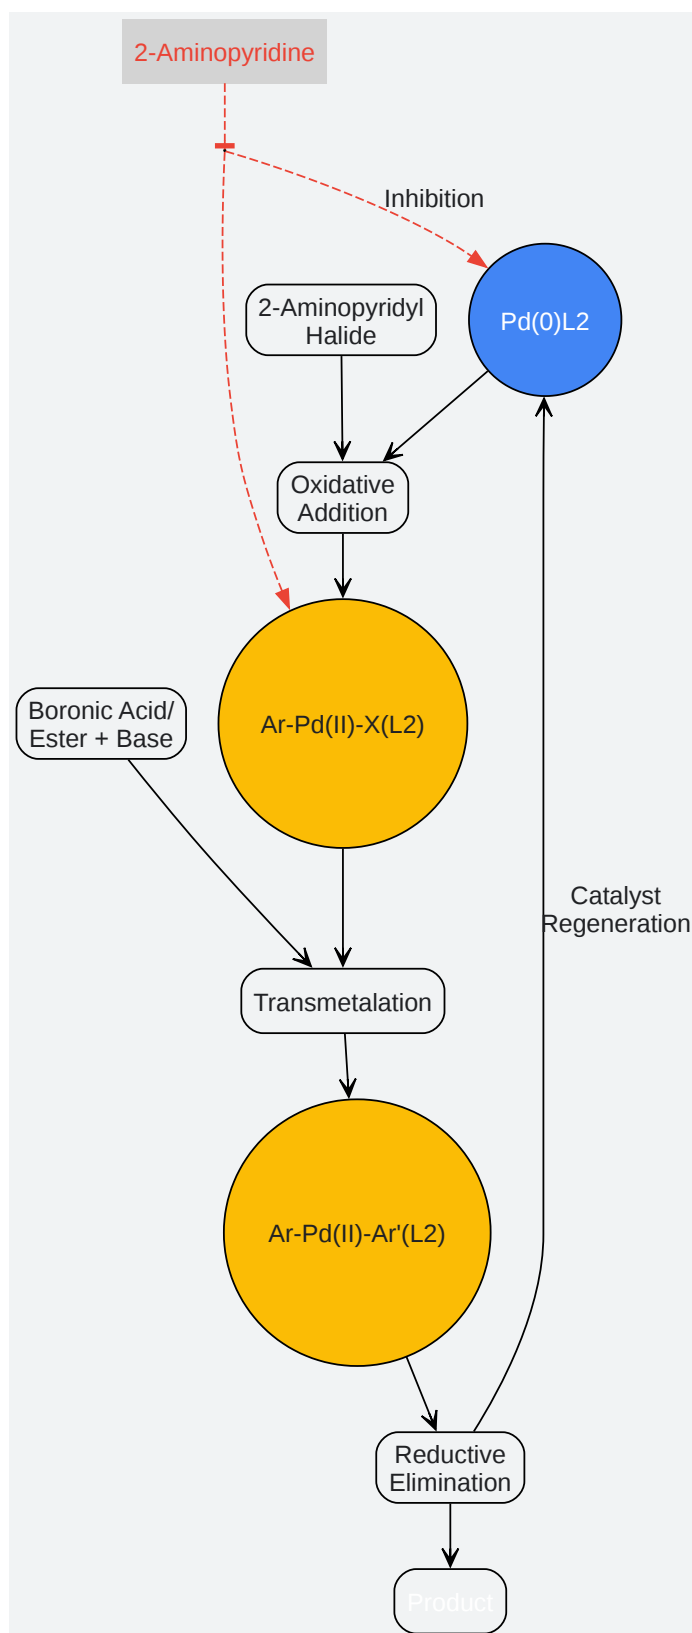 2-Aminopyridine
Inhibition
2-Aminopyridyl
Halide
Pd(0)L2
Oxidative
Addition
Boronic Acid/
Ester + Base
Ar-Pd(II)-X(L2)
Catalyst
Regeneration
Transmetalation
Ar-Pd(II)-Ar'(L2)
Reductive
Elimination
Product